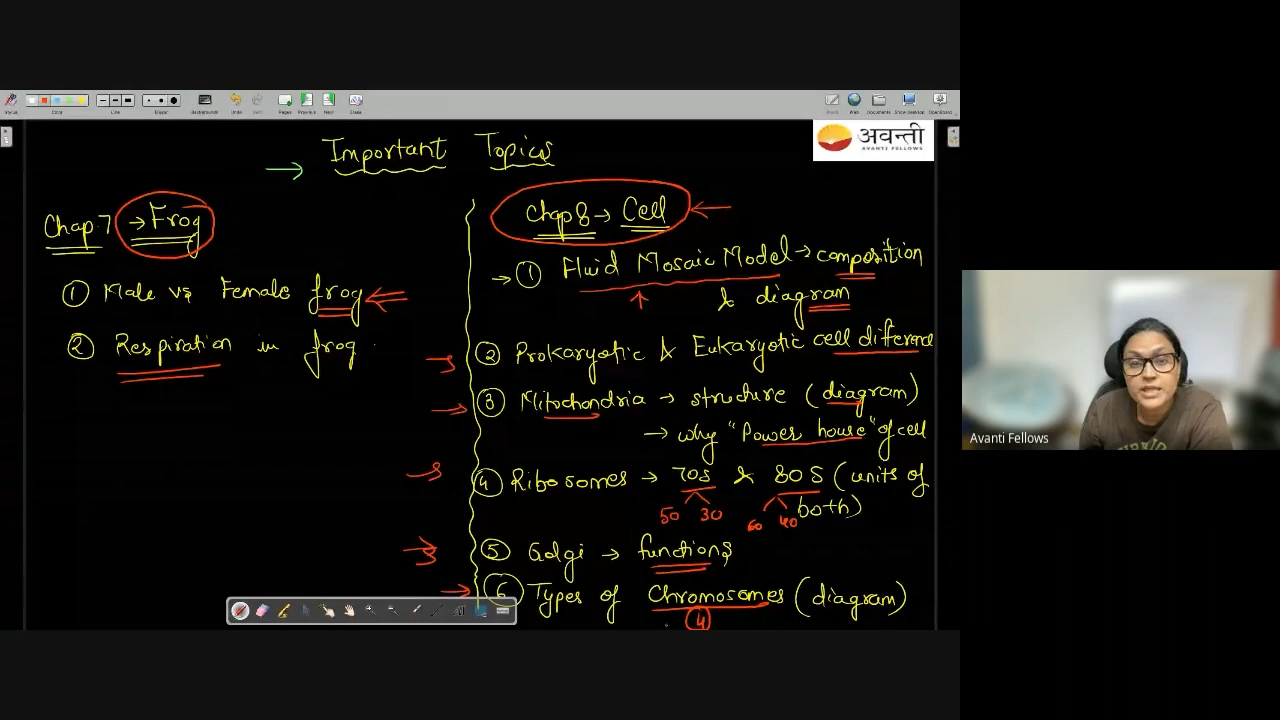 Important Topics
अवन्ती
AVANTI FELLOWS
Chap 7 → Frog
① Male vs Female frog
② Respiration in frog
Chap 8 → Cell
→ ① Fluid Mosaic Model → composition
& diagram
② Prokaryotic & Eukaryotic cell difference
③ Mitochondria → structure (diagram)
→ why "Power house" of cell
④ Ribosomes → 70S & 80S (units of
both)
50 30 60 40
⑤ Golgi → functions
⑥ Types of Chromosomes (diagram)
④
Avanti Fellows